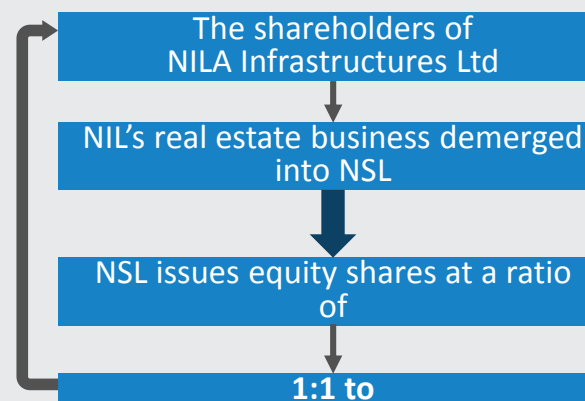 The shareholders of
NILA Infrastructures Ltd
NIL's real estate business demerged
into NSL
NSL issues equity shares at a ratio
of
1:1 to